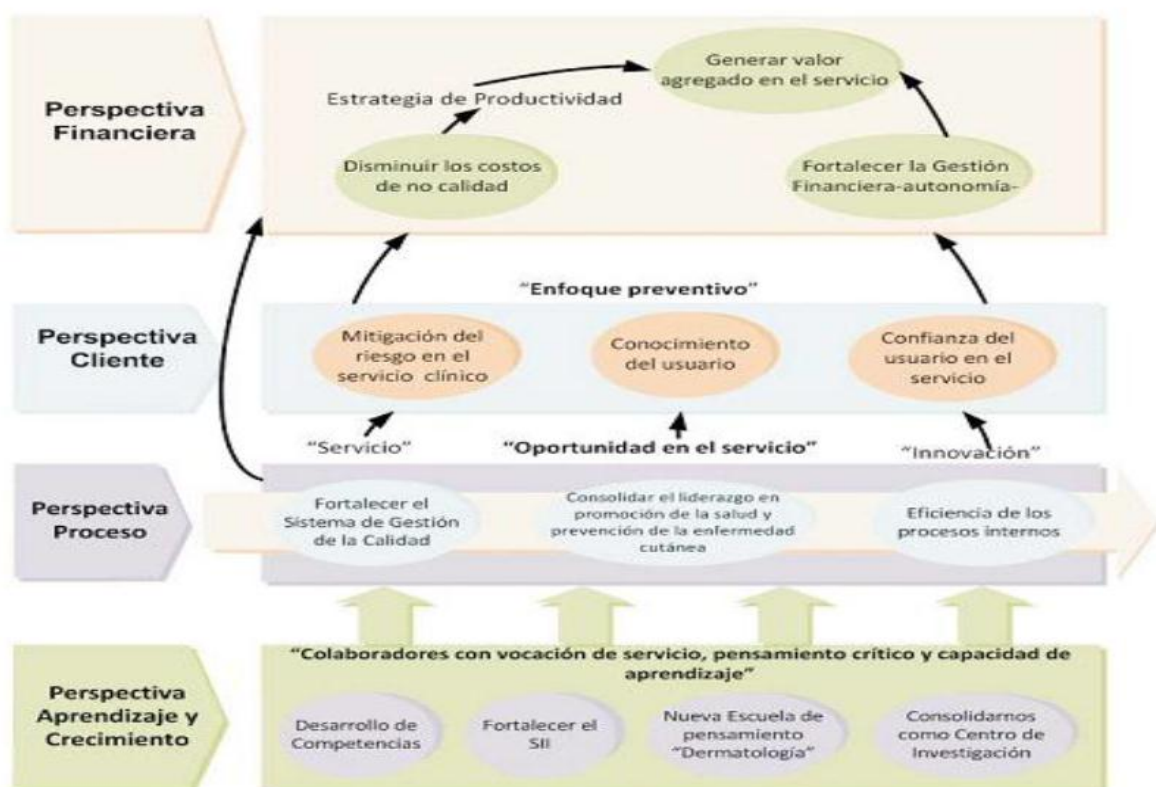 Perspectiva
Financiera
Generar valor
agregado en el servicio
Estrategia de Productividad
Disminuir los costos
de no calidad
Fortalecer la Gestión
Financiera-autonomía-
Perspectiva
Cliente
"Enfoque preventivo"
Mitigación del
riesgo en el
servicio clínico
Conocimiento
del usuario
Confianza del
usuario en el
servicio
"Servicio"
"Oportunidad en el servicio"
"Innovación"
Perspectiva
Proceso
Fortalecer el
Sistema de Gestión
de la Calidad
Consolidar el liderazgo en
promoción de la salud y
prevención de la enfermedad
cutánea
Eficiencia de los
procesos internos
Perspectiva
Aprendizaje y
Crecimiento
"Colaboradores con vocación de servicio, pensamiento crítico y capacidad de
aprendizaje"
Desarrollo de
Competencias
Fortalecer el
SII
Nueva Escuela de
pensamiento
"Dermatología"
Consolidarnos
como Centro de
Investigación